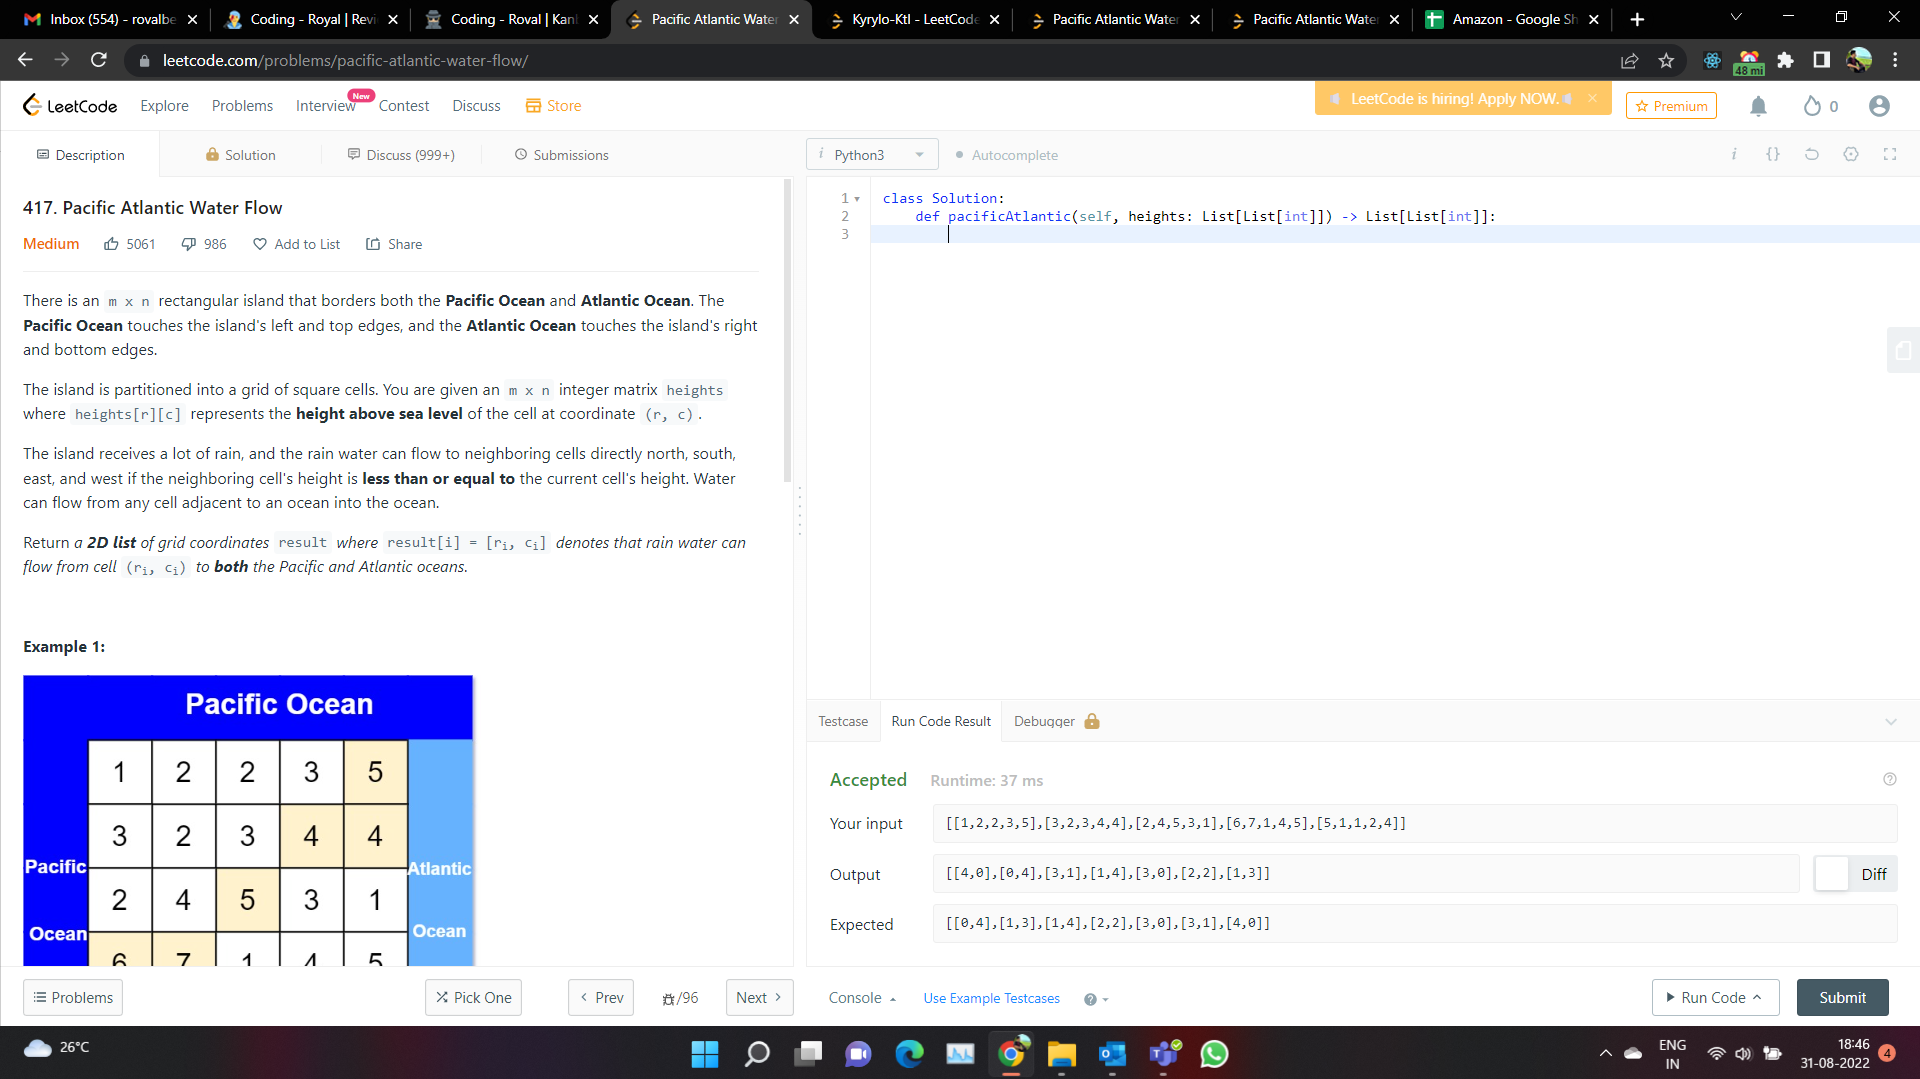 Inbox (554) - rovalbe
Coding - Royal | Revi
Coding - Roval | Kanl
Pacific Atlantic Water
Kyrylo-Ktl - LeetCode
Pacific Atlantic Water
Pacific Atlantic Water
Amazon - Google Sh
leetcode.com/problems/pacific-atlantic-water-flow/
48 mi
LeetCode
Explore
Problems
Interview
New
Contest
Discuss
Store
LeetCode is hiring! Apply NOW.
Premium
0
Description
Solution
Discuss (999+)
Submissions
i Python3
Autocomplete
i {}
417. Pacific Atlantic Water Flow
Medium 5061 986 Add to List Share
There is an m x n rectangular island that borders both the Pacific Ocean and Atlantic Ocean. The
Pacific Ocean touches the island's left and top edges, and the Atlantic Ocean touches the island's right
and bottom edges.
The island is partitioned into a grid of square cells. You are given an m x n integer matrix heights
where heights[r][c] represents the height above sea level of the cell at coordinate (r, c).
The island receives a lot of rain, and the rain water can flow to neighboring cells directly north, south,
east, and west if the neighboring cell's height is less than or equal to the current cell's height. Water
can flow from any cell adjacent to an ocean into the ocean.
Return a 2D list of grid coordinates result where result[i] = [ri, ci] denotes that rain water can
flow from cell (ri, ci) to both the Pacific and Atlantic oceans.
Example 1:
Pacific Ocean
1 2 2 3 5
3 2 3 4 4
Pacific
Atlantic
2 4 5 3 1
Ocean
Ocean
6 7 1 4 5
1 class Solution:
2 def pacificAtlantic(self, heights: List[List[int]]) -> List[List[int]]:
3
Testcase
Run Code Result
Debugger
Accepted
Runtime: 37 ms
Your input
[[1,2,2,3,5],[3,2,3,4,4],[2,4,5,3,1],[6,7,1,4,5],[5,1,1,2,4]]
Output
[[4,0],[0,4],[3,1],[1,4],[3,0],[2,2],[1,3]]
Diff
Expected
[[0,4],[1,3],[1,4],[2,2],[3,0],[3,1],[4,0]]
Problems
Pick One
Prev
/96
Next
Console
Use Example Testcases
Run Code
Submit
26°C
ENG
IN
18:46
31-08-2022
4